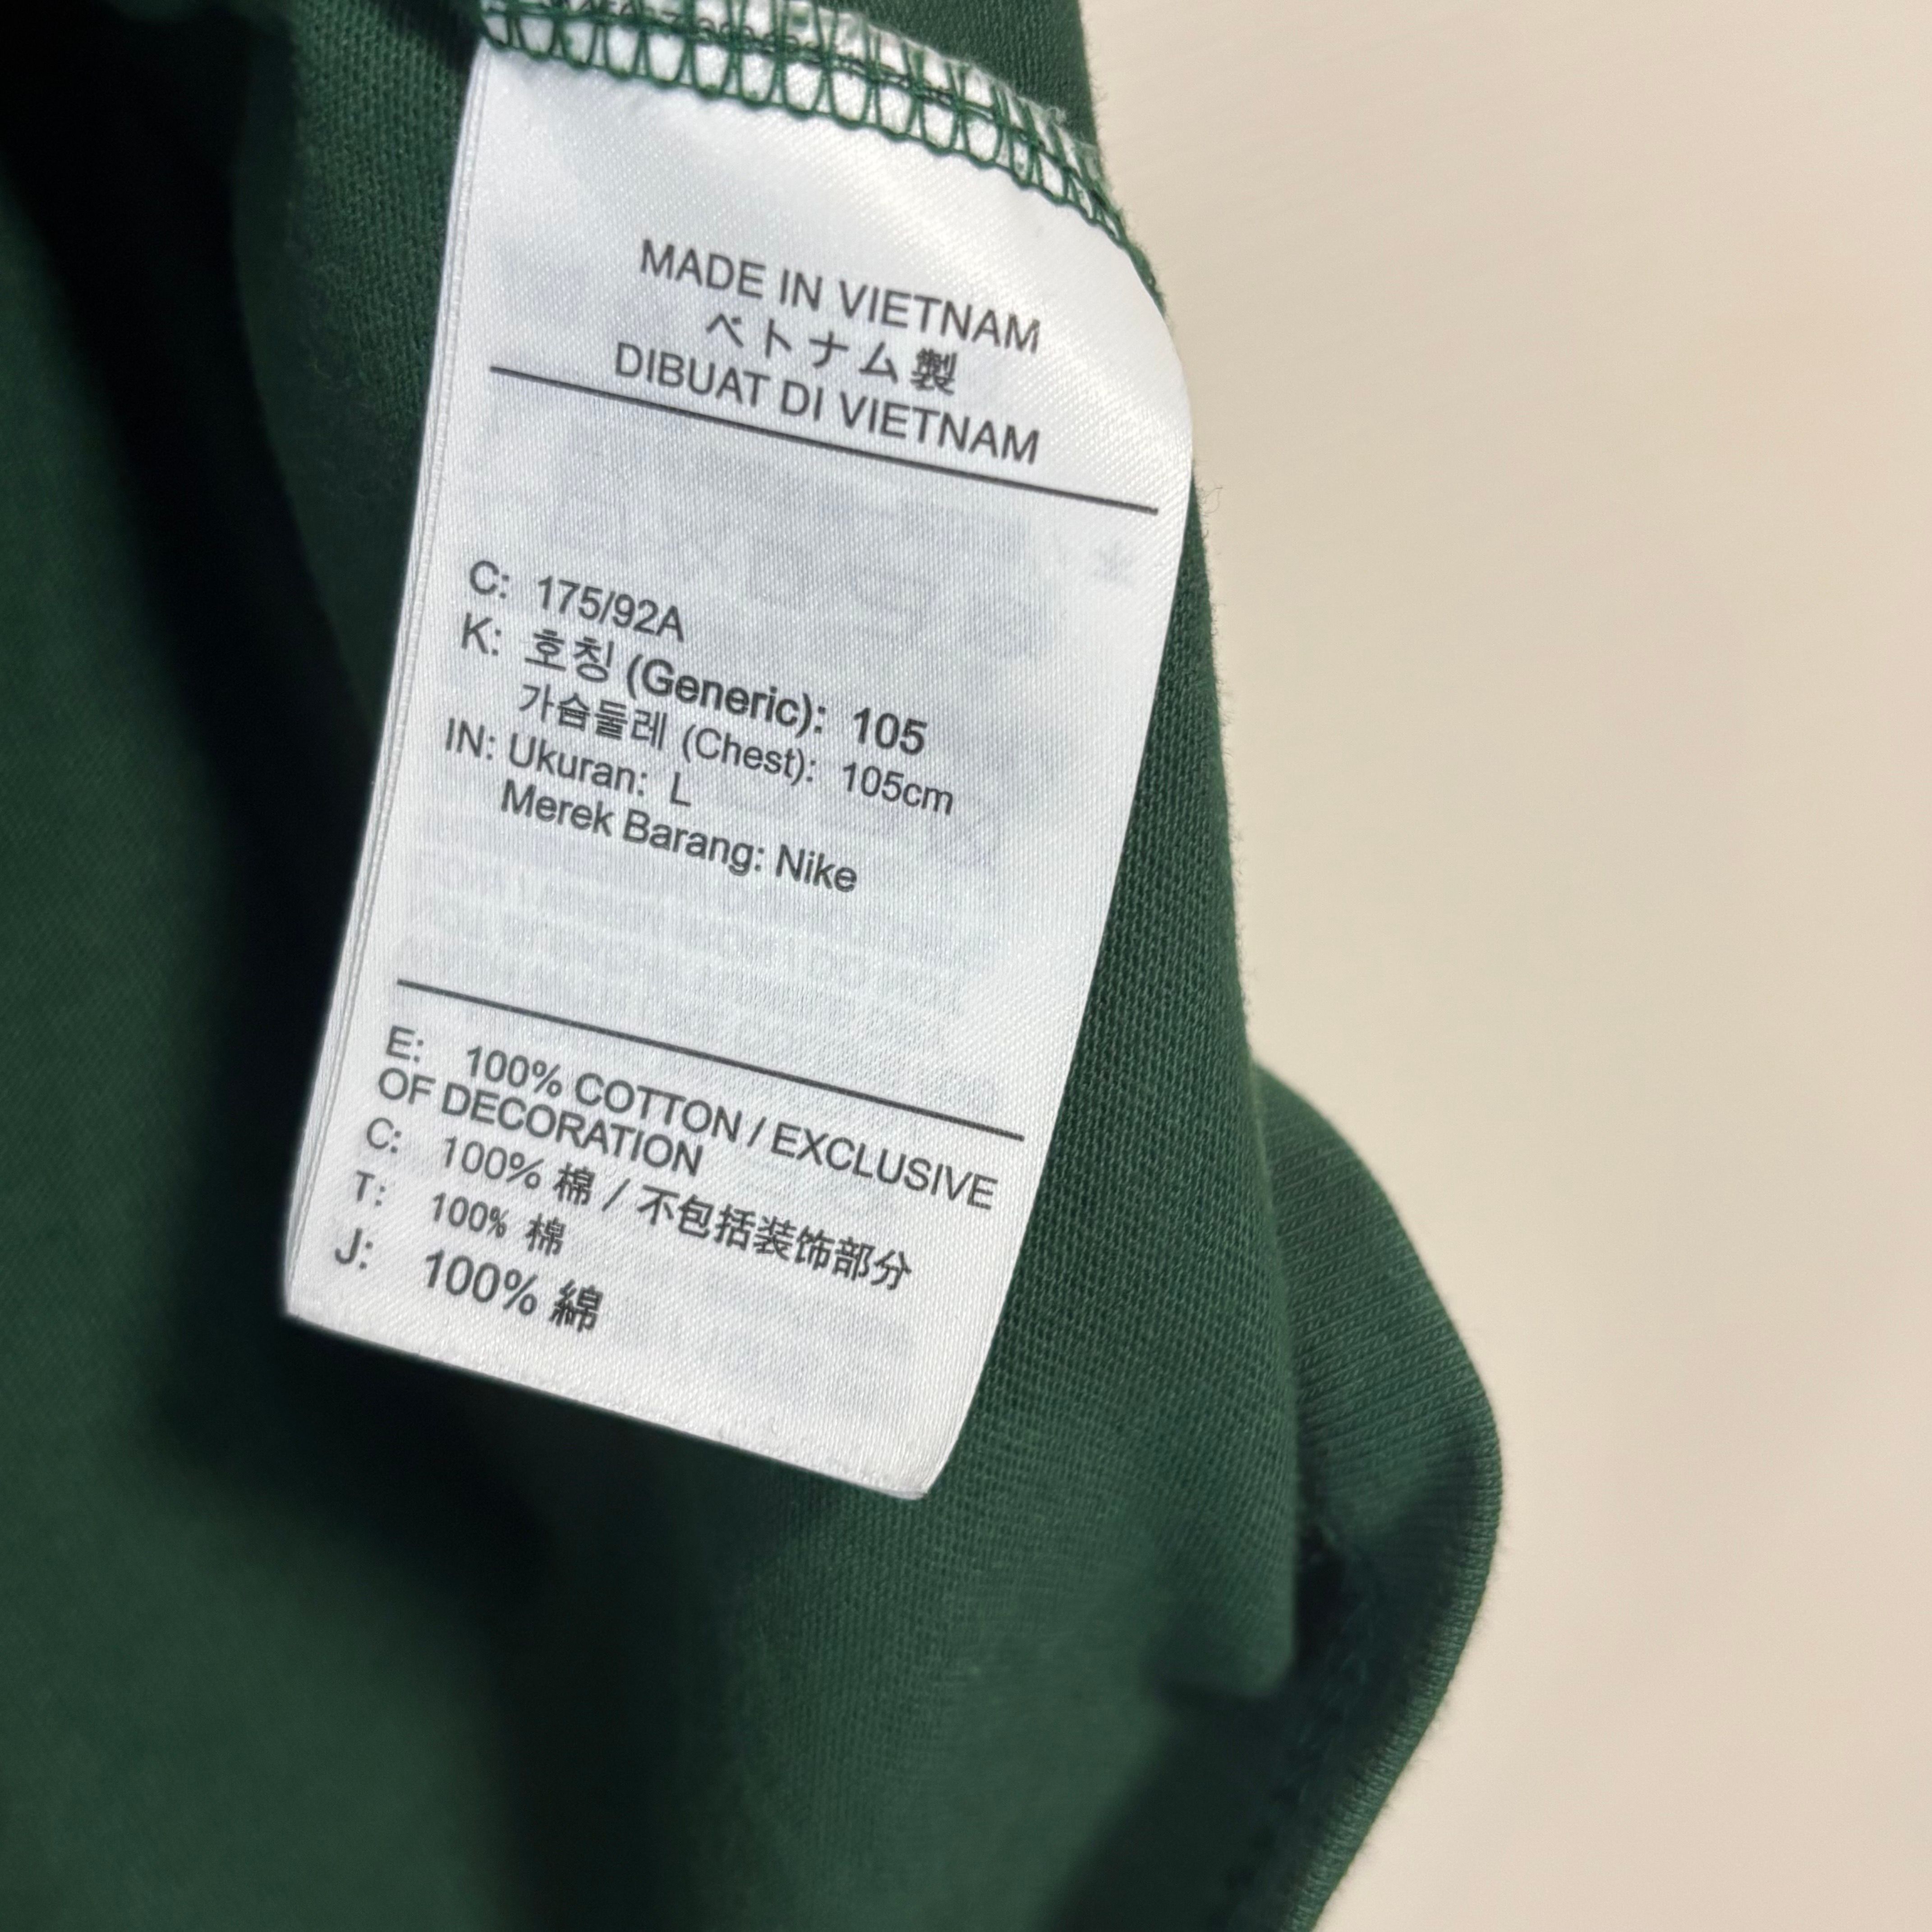 MADE IN VIETNAM
ベトナム製
DIBUAT DI VIETNAM
C: 175/92A
K: 호칭 (Generic): 105
가슴둘레 (Chest): 105cm
IN: Ukuran: L
Merek Barang: Nike
E: 100% COTTON / EXCLUSIVE
OF DECORATION
C: 100% 棉 / 不包括装饰部分
T: 100% 棉
J: 100% 綿